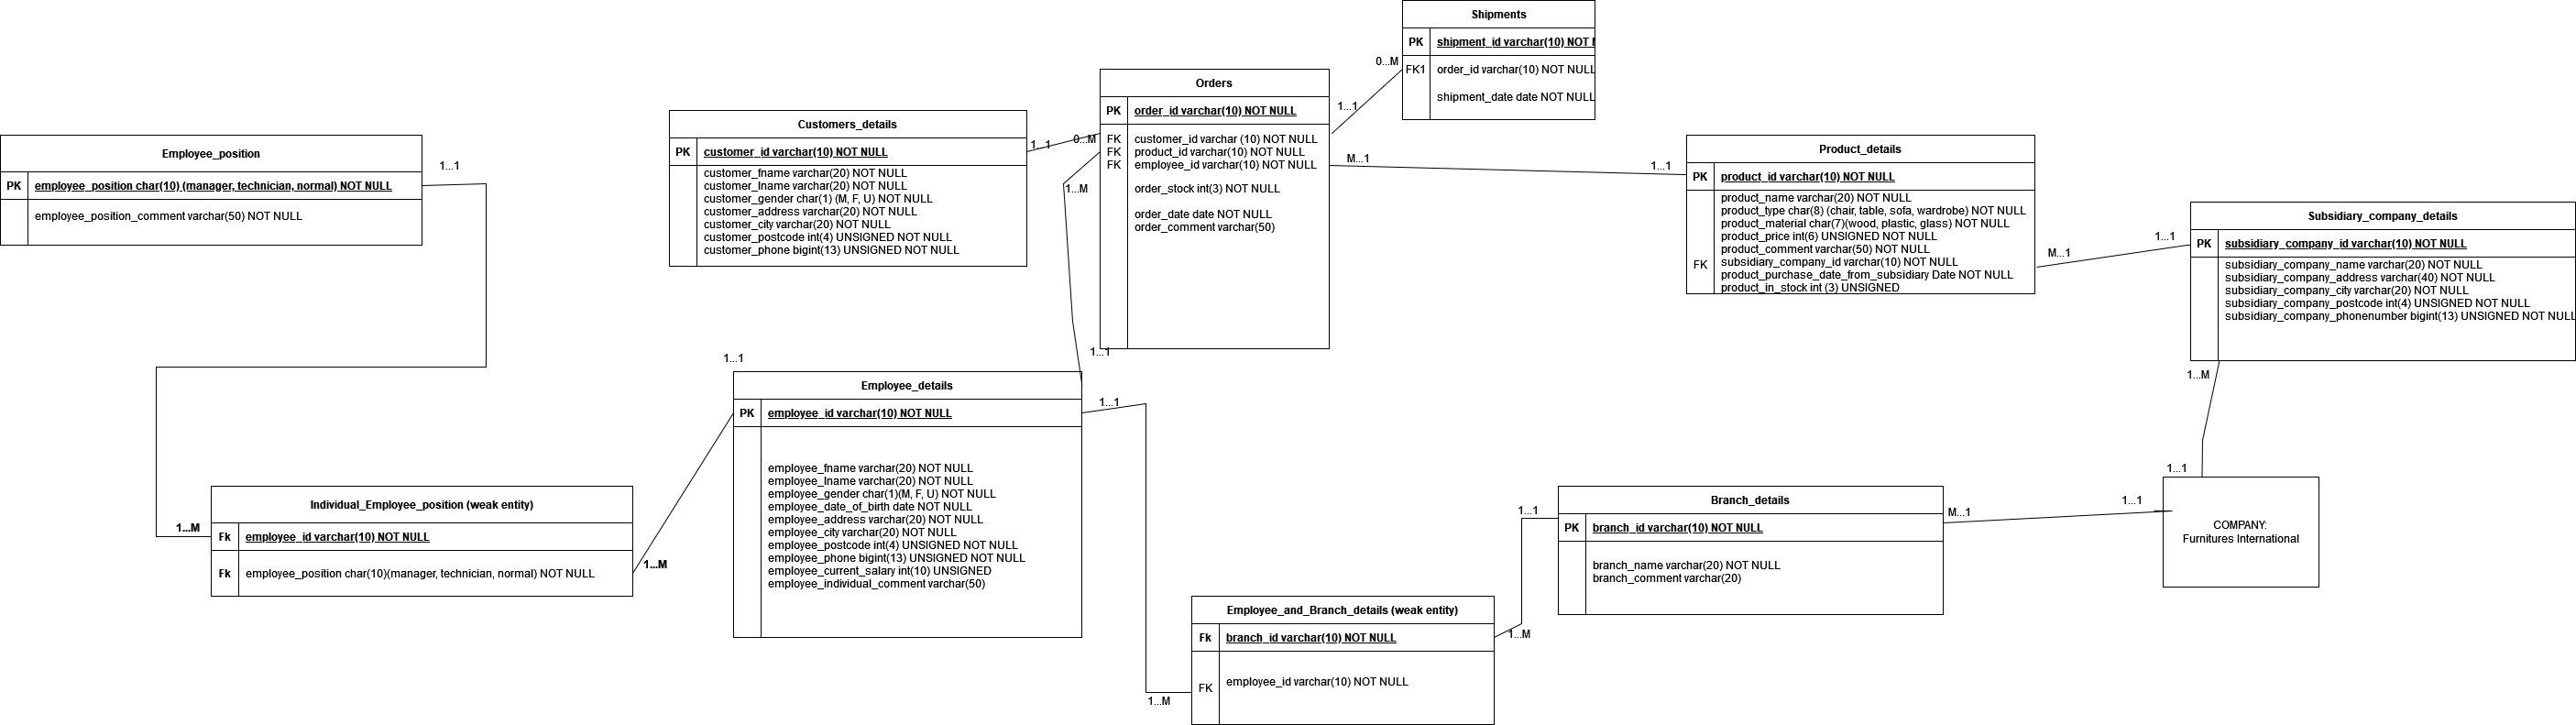 Shipments
PK shipment_id varchar(10) NOT N
FK1 order_id varchar(10) NOT NULL
shipment_date date NOT NULL
0...M
1...1
Orders
PK order_id varchar(10) NOT NULL
FK customer_id varchar (10) NOT NULL
FK product_id varchar(10) NOT NULL
FK employee_id varchar(10) NOT NULL
order_stock int(3) NOT NULL
order_date date NOT NULL
order_comment varchar(50)
Customers_details
PK customer_id varchar(10) NOT NULL
customer_fname varchar(20) NOT NULL
customer_lname varchar(20) NOT NULL
customer_gender char(1) (M, F, U) NOT NULL
customer_address varchar(20) NOT NULL
customer_city varchar(20) NOT NULL
customer_postcode int(4) UNSIGNED NOT NULL
customer_phone bigint(13) UNSIGNED NOT NULL
1...1
0...M
1...M
M...1
1...1
Employee_position
PK employee_position char(10) (manager, technician, normal) NOT NULL
employee_position_comment varchar(50) NOT NULL
1...1
Product_details
PK product_id varchar(10) NOT NULL
product_name varchar(20) NOT NULL
product_type char(8) (chair, table, sofa, wardrobe) NOT NULL
product_material char(7)(wood, plastic, glass) NOT NULL
product_price int(6) UNSIGNED NOT NULL
product_comment varchar(50) NOT NULL
FK subsidiary_company_id varchar(10) NOT NULL
product_purchase_date_from_subsidiary Date NOT NULL
product_in_stock int (3) UNSIGNED
M...1
1...1
Subsidiary_company_details
PK subsidiary_company_id varchar(10) NOT NULL
subsidiary_company_name varchar(20) NOT NULL
subsidiary_company_address varchar(40) NOT NULL
subsidiary_company_city varchar(20) NOT NULL
subsidiary_company_postcode int(4) UNSIGNED NOT NULL
subsidiary_company_phonenumber bigint(13) UNSIGNED NOT NULL
1...M
1...1
1...1
1...1
Employee_details
PK employee_id varchar(10) NOT NULL
employee_fname varchar(20) NOT NULL
employee_lname varchar(20) NOT NULL
employee_gender char(1)(M, F, U) NOT NULL
employee_date_of_birth date NOT NULL
employee_address varchar(20) NOT NULL
employee_city varchar(20) NOT NULL
employee_postcode int(4) UNSIGNED NOT NULL
employee_phone bigint(13) UNSIGNED NOT NULL
employee_current_salary int(10) UNSIGNED
employee_individual_comment varchar(50)
1...1
Individual_Employee_position (weak entity)
Fk employee_id varchar(10) NOT NULL
Fk employee_position char(10)(manager, technician, normal) NOT NULL
1...M
1...M
Branch_details
PK branch_id varchar(10) NOT NULL
branch_name varchar(20) NOT NULL
branch_comment varchar(20)
1...1
M...1
1...1
COMPANY:
Furnitures International
Employee_and_Branch_details (weak entity)
Fk branch_id varchar(10) NOT NULL
FK employee_id varchar(10) NOT NULL
1...M
1...M